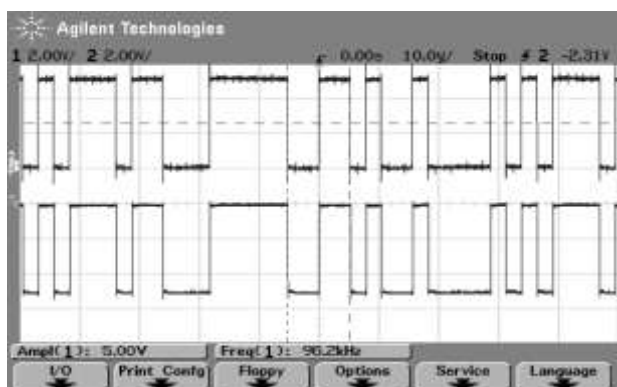 Agilent Technologies
1 2.00V/ 2 2.00V/ 0.00s 10.0µ/ Stop 2 -2.31V
Ampl(1): 5.00V Freq(1): 96.2kHz
I/O Print Confg Floppy Options Service Language